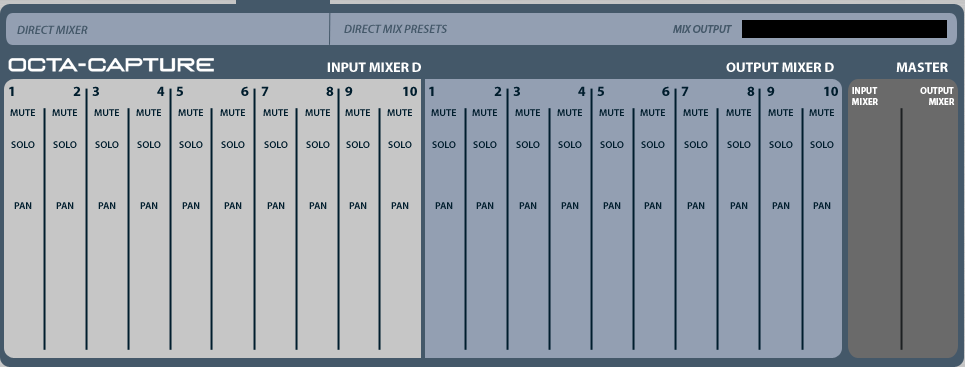 DIRECT MIXER DIRECT MIX PRESETS MIX OUTPUT
OCTA-CAPTURE INPUT MIXER D OUTPUT MIXER D MASTER
1 2 3 4 5 6 7 8 9 10 1 2 3 4 5 6 7 8 9 10 INPUT OUTPUT
MIXER MIXER
MUTE MUTE MUTE MUTE MUTE MUTE MUTE MUTE MUTE MUTE MUTE MUTE MUTE MUTE MUTE MUTE MUTE MUTE MUTE MUTE
SOLO SOLO SOLO SOLO SOLO SOLO SOLO SOLO SOLO SOLO SOLO SOLO SOLO SOLO SOLO SOLO SOLO SOLO SOLO SOLO
PAN PAN PAN PAN PAN PAN PAN PAN PAN PAN PAN PAN PAN PAN PAN PAN PAN PAN PAN PAN